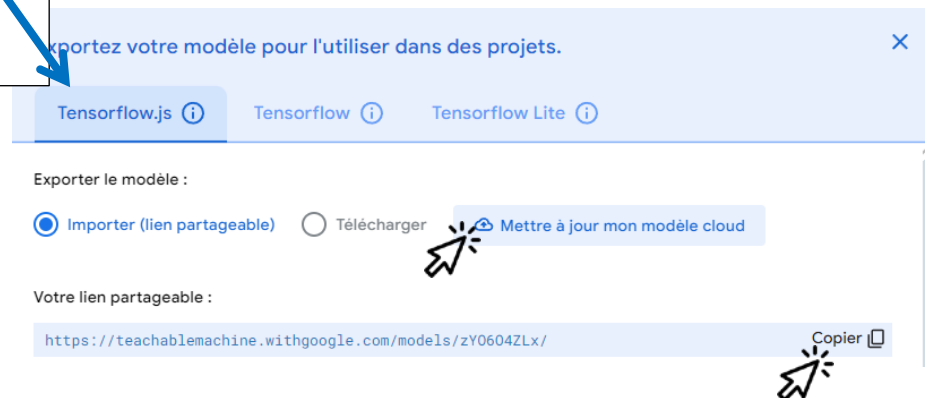 xportez votre modèle pour l'utiliser dans des projets.
Tensorflow.js Tensorflow Tensorflow Lite
Exporter le modèle :
Importer (lien partageable) Télécharger Mettre à jour mon modèle cloud
Votre lien partageable :
https://teachablemachine.withgoogle.com/models/zYO6O4ZLx/ Copier